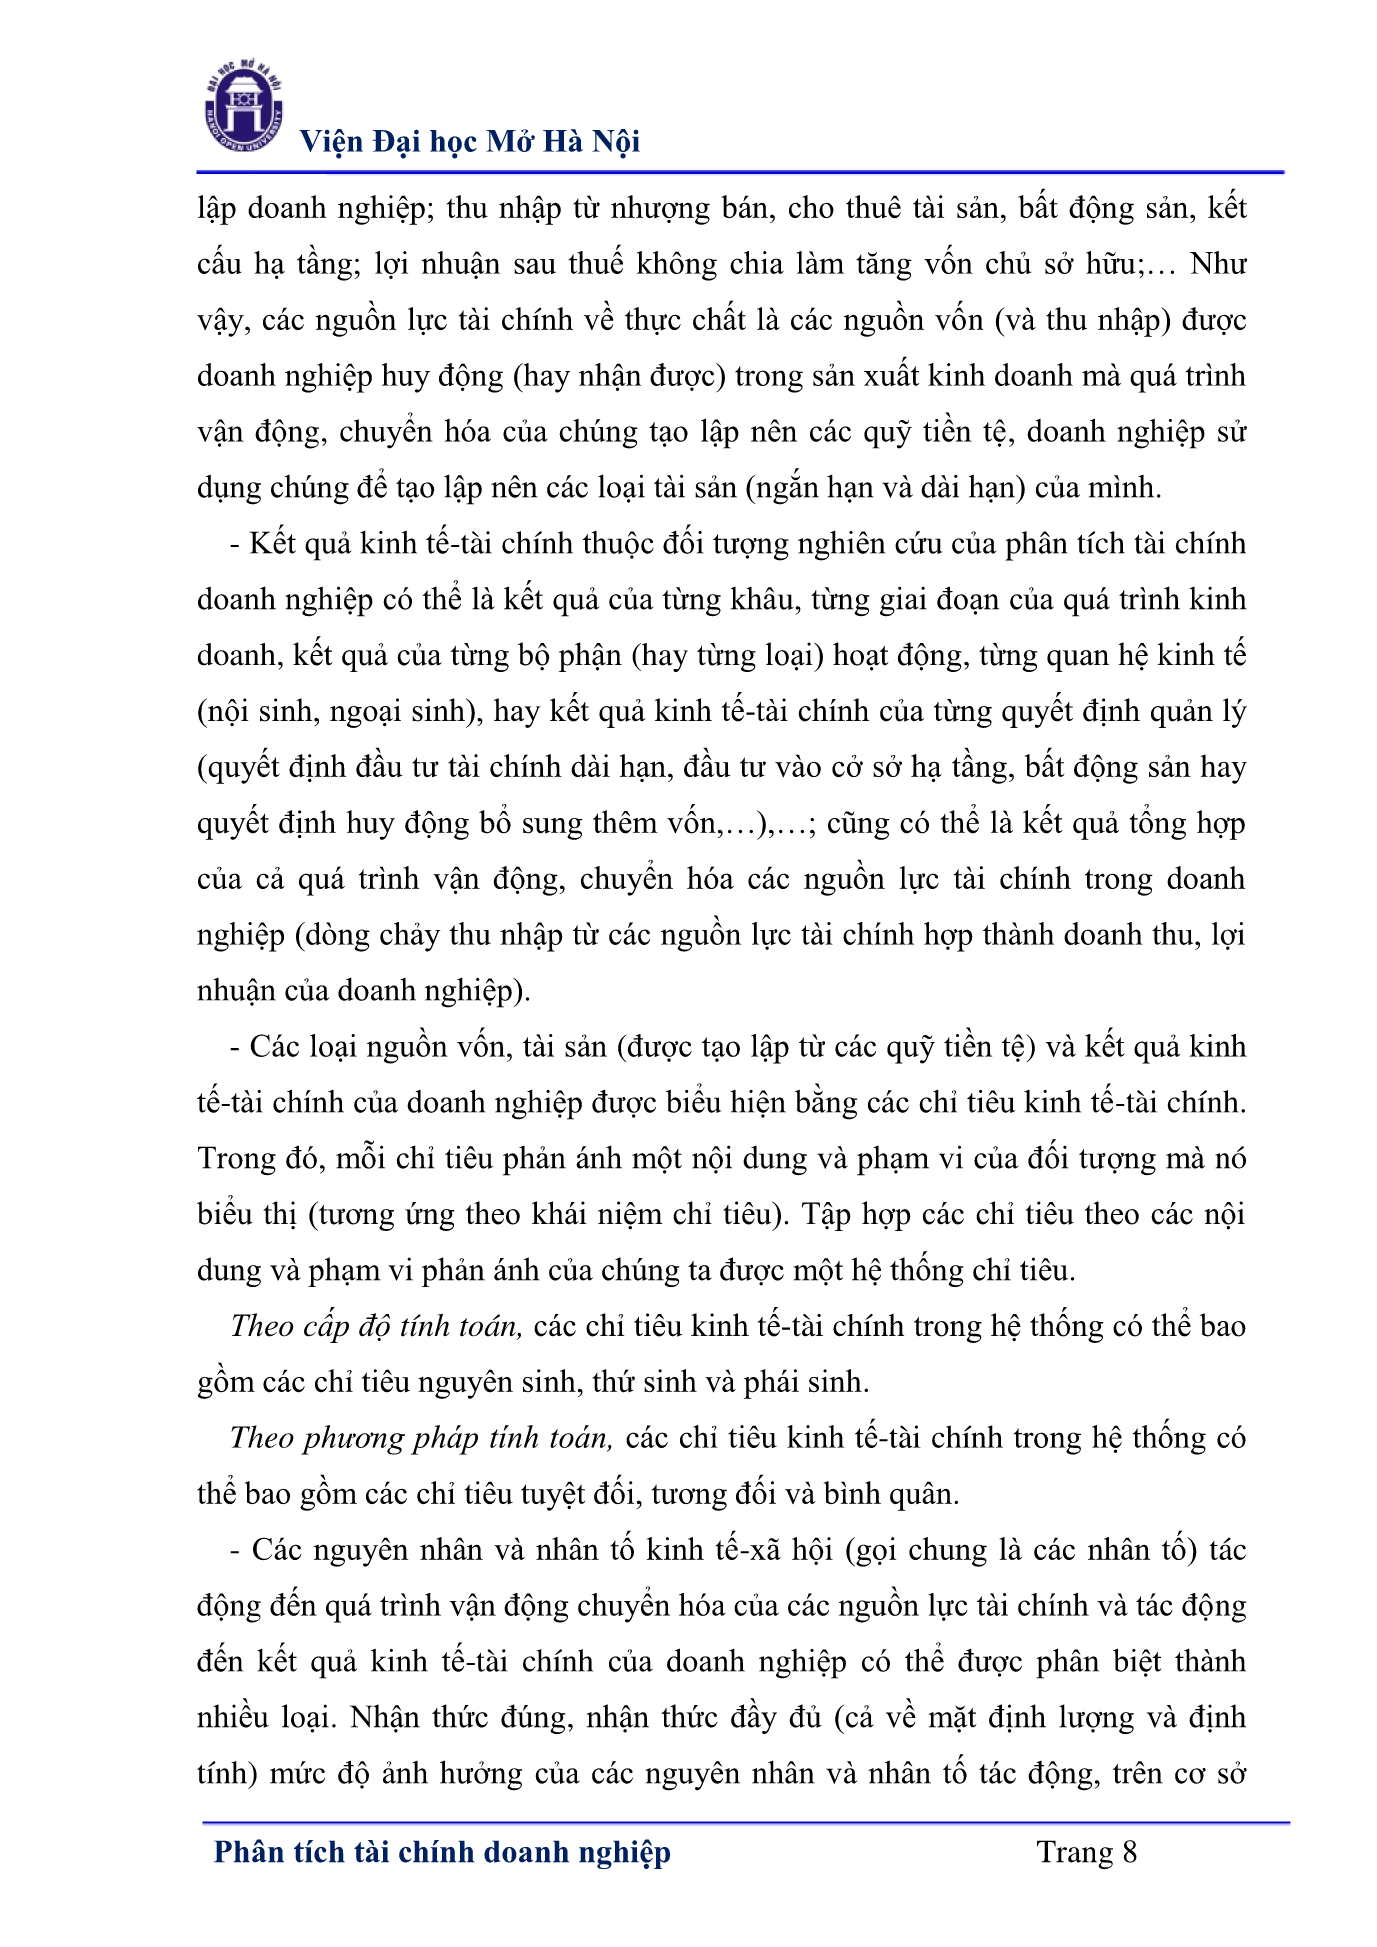 ĐẠI HỌC MỞ HÀ NỘI
HANOI OPEN UNIVERSITY
Viện Đại học Mở Hà Nội
lập doanh nghiệp; thu nhập từ nhượng bán, cho thuê tài sản, bất động sản, kết
cấu hạ tầng; lợi nhuận sau thuế không chia làm tăng vốn chủ sở hữu;… Như
vậy, các nguồn lực tài chính về thực chất là các nguồn vốn (và thu nhập) được
doanh nghiệp huy động (hay nhận được) trong sản xuất kinh doanh mà quá trình
vận động, chuyển hóa của chúng tạo lập nên các quỹ tiền tệ, doanh nghiệp sử
dụng chúng để tạo lập nên các loại tài sản (ngắn hạn và dài hạn) của mình.
- Kết quả kinh tế-tài chính thuộc đối tượng nghiên cứu của phân tích tài chính
doanh nghiệp có thể là kết quả của từng khâu, từng giai đoạn của quá trình kinh
doanh, kết quả của từng bộ phận (hay từng loại) hoạt động, từng quan hệ kinh tế
(nội sinh, ngoại sinh), hay kết quả kinh tế-tài chính của từng quyết định quản lý
(quyết định đầu tư tài chính dài hạn, đầu tư vào cở sở hạ tầng, bất động sản hay
quyết định huy động bổ sung thêm vốn,…),…; cũng có thể là kết quả tổng hợp
của cả quá trình vận động, chuyển hóa các nguồn lực tài chính trong doanh
nghiệp (dòng chảy thu nhập từ các nguồn lực tài chính hợp thành doanh thu, lợi
nhuận của doanh nghiệp).
- Các loại nguồn vốn, tài sản (được tạo lập từ các quỹ tiền tệ) và kết quả kinh
tế-tài chính của doanh nghiệp được biểu hiện bằng các chỉ tiêu kinh tế-tài chính.
Trong đó, mỗi chỉ tiêu phản ánh một nội dung và phạm vi của đối tượng mà nó
biểu thị (tương ứng theo khái niệm chỉ tiêu). Tập hợp các chỉ tiêu theo các nội
dung và phạm vi phản ánh của chúng ta được một hệ thống chỉ tiêu.
Theo cấp độ tính toán, các chỉ tiêu kinh tế-tài chính trong hệ thống có thể bao
gồm các chỉ tiêu nguyên sinh, thứ sinh và phái sinh.
Theo phương pháp tính toán, các chỉ tiêu kinh tế-tài chính trong hệ thống có
thể bao gồm các chỉ tiêu tuyệt đối, tương đối và bình quân.
- Các nguyên nhân và nhân tố kinh tế-xã hội (gọi chung là các nhân tố) tác
động đến quá trình vận động chuyển hóa của các nguồn lực tài chính và tác động
đến kết quả kinh tế-tài chính của doanh nghiệp có thể được phân biệt thành
nhiều loại. Nhận thức đúng, nhận thức đầy đủ (cả về mặt định lượng và định
tính) mức độ ảnh hưởng của các nguyên nhân và nhân tố tác động, trên cơ sở
Phân tích tài chính doanh nghiệp Trang 8